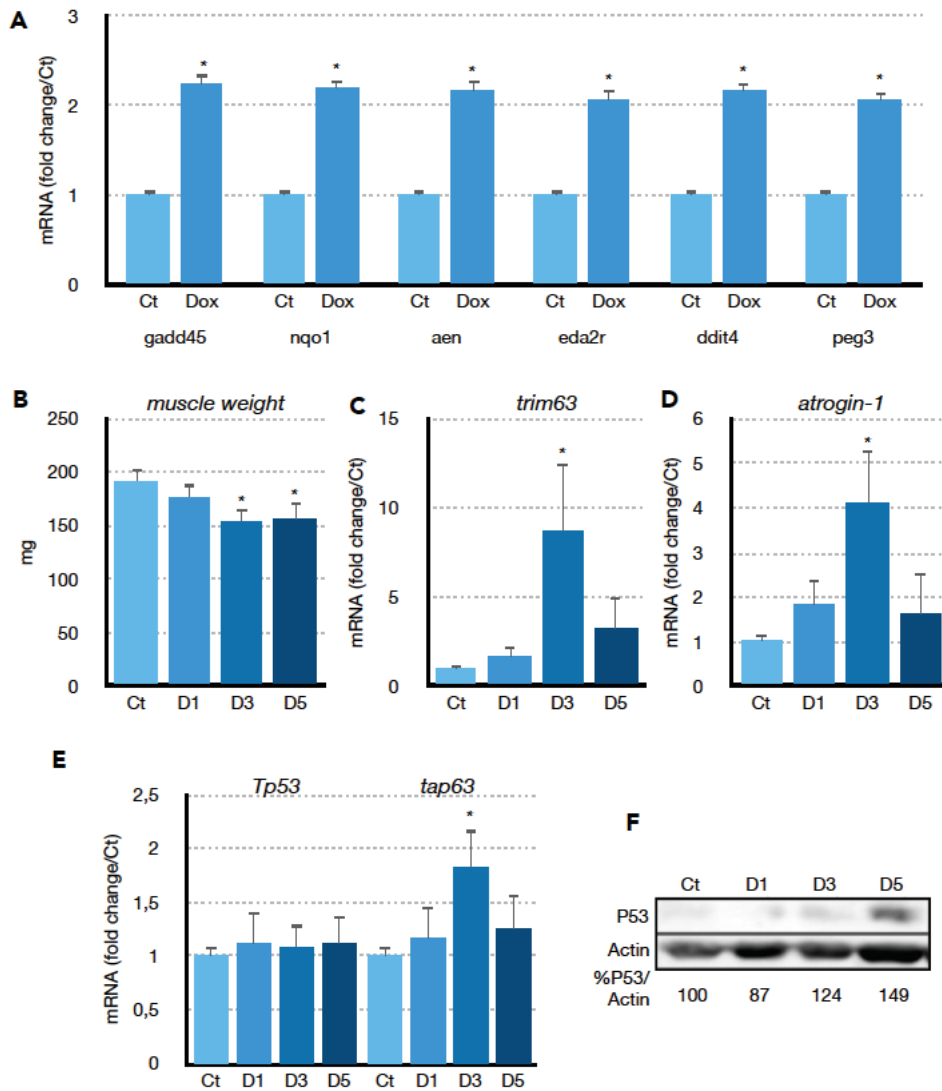 A
mRNA (fold change/Ct)
3
2
1
0
* * * * * *
Ct Dox Ct Dox Ct Dox Ct Dox Ct Dox Ct Dox
gadd45 nqo1 aen eda2r ddit4 peg3
B
muscle weight
mg
250
200
150
100
50
0
* *
Ct D1 D3 D5
C
trim63
mRNA (fold change/Ct)
15
10
5
0
*
Ct D1 D3 D5
D
atrogin-1
mRNA (fold change/Ct)
6
5
4
3
2
1
0
*
Ct D1 D3 D5
E
Tp53 tap63
mRNA (fold change/Ct)
2,5
2
1,5
1
0,5
0
*
Ct D1 D3 D5 Ct D1 D3 D5
F
Ct D1 D3 D5
P53
Actin
%P53/
Actin
100 87 124 149